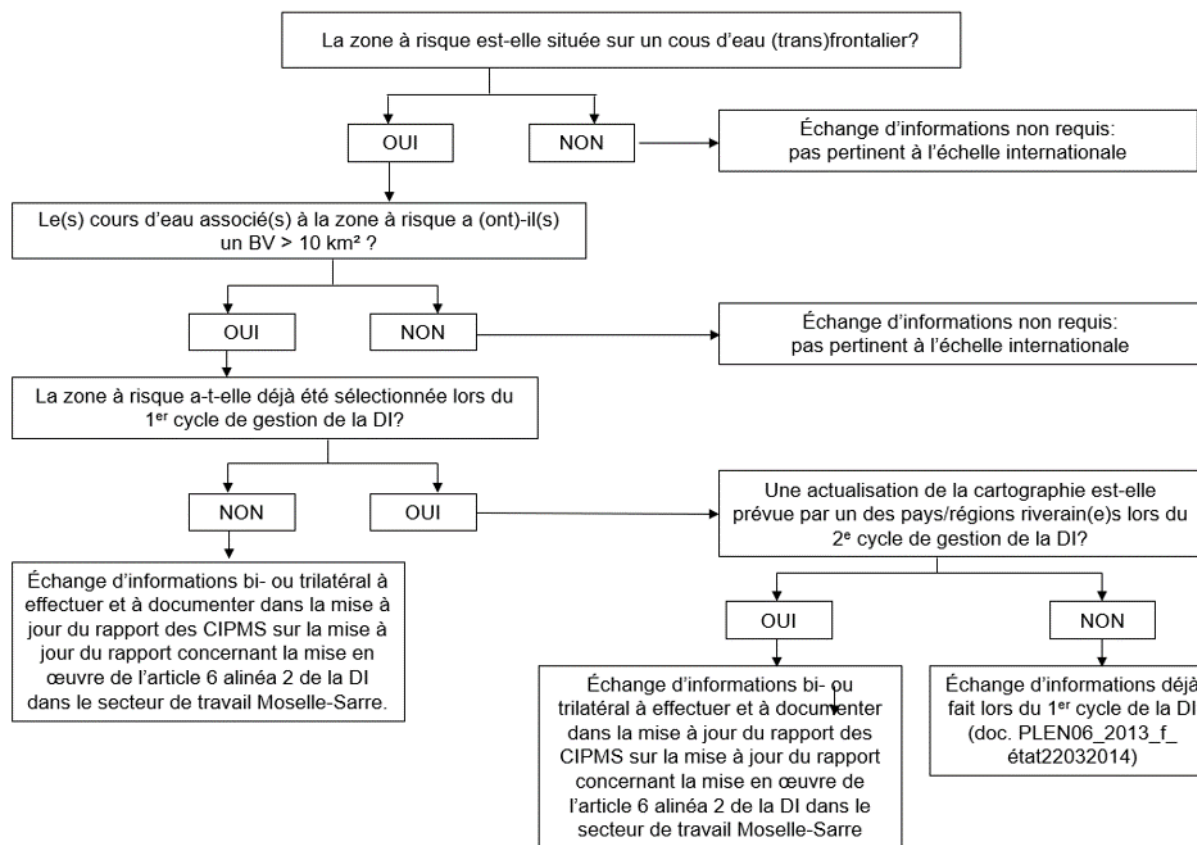 La zone à risque est-elle située sur un cous d'eau (trans)frontalier?
OUI
NON
Échange d'informations non requis:
pas pertinent à l'échelle internationale
Le(s) cours d'eau associé(s) à la zone à risque a (ont)-il(s)
un BV > 10 km² ?
OUI
NON
Échange d'informations non requis:
pas pertinent à l'échelle internationale
La zone à risque a-t-elle déjà été sélectionnée lors du
1er cycle de gestion de la DI?
NON
OUI
Une actualisation de la cartographie est-elle
prévue par un des pays/régions riverain(e)s lors du
2e cycle de gestion de la DI?
Échange d'informations bi- ou trilatéral à
effectuer et à documenter dans la mise à
jour du rapport des CIPMS sur la mise à
jour du rapport concernant la mise en
œuvre de l'article 6 alinéa 2 de la DI
dans le secteur de travail Moselle-Sarre.
OUI
NON
Échange d'informations bi- ou
trilatéral à effectuer et à documenter
dans la mise à jour du rapport des
CIPMS sur la mise à jour du rapport
concernant la mise en œuvre de
l'article 6 alinéa 2 de la DI dans le
secteur de travail Moselle-Sarre
Échange d'informations déjà
fait lors du 1er cycle de la DI
(doc. PLEN06_2013_f_
état22032014)